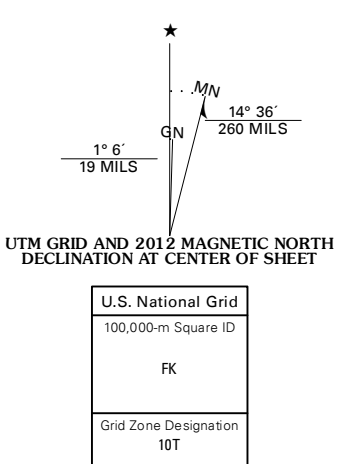 MN
GN
14° 36´
260 MILS
1° 6´
19 MILS
UTM GRID AND 2012 MAGNETIC NORTH
DECLINATION AT CENTER OF SHEET
U.S. National Grid
100,000-m Square ID
FK
Grid Zone Designation
10T